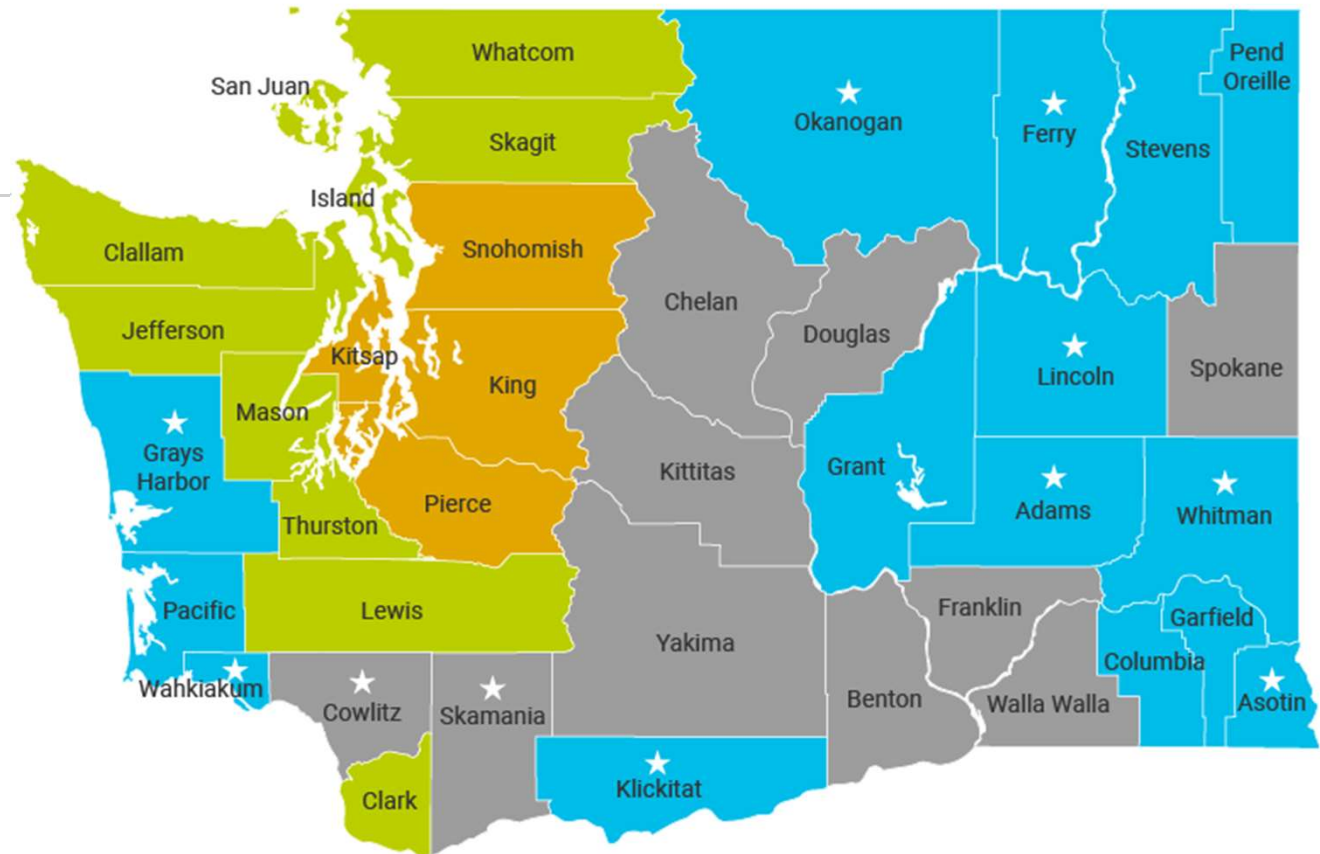 Whatcom
Pend
Oreille
San Juan
Okanogan
Ferry
Skagit
Stevens
Island
Clallam
Snohomish
Chelan
Jefferson
Douglas
Kitsap
Spokane
Lincoln
King
Mason
Grays
Harbor
Grant
Kittitas
Pierce
Adams
Whitman
Thurston
Pacific
Lewis
Franklin
Garfield
Yakima
Columbia
Wahkiakum
Benton
Walla Walla
Asotin
Cowlitz
Skamania
Klickitat
Clark